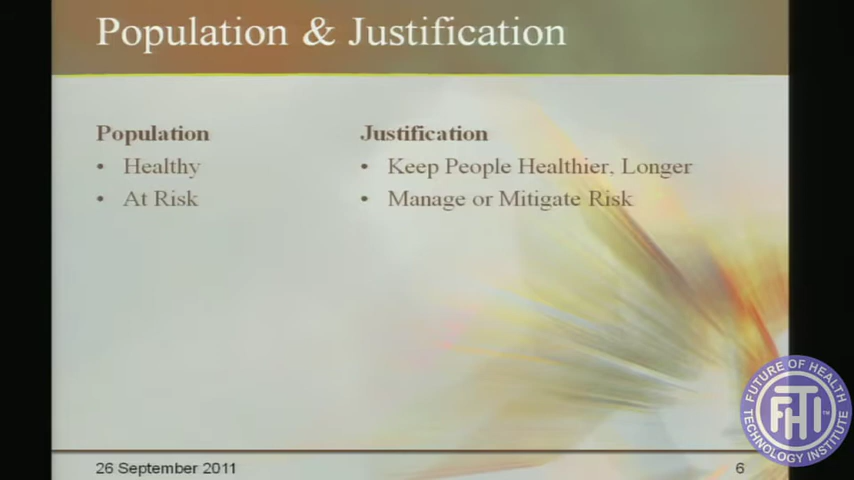 Population & Justification
Population
• Healthy
• At Risk
Justification
• Keep People Healthier, Longer
• Manage or Mitigate Risk
26 September 2011
6
FUTURE OF HEALTH
TECHNOLOGY INSTITUTE
FHTI
TM